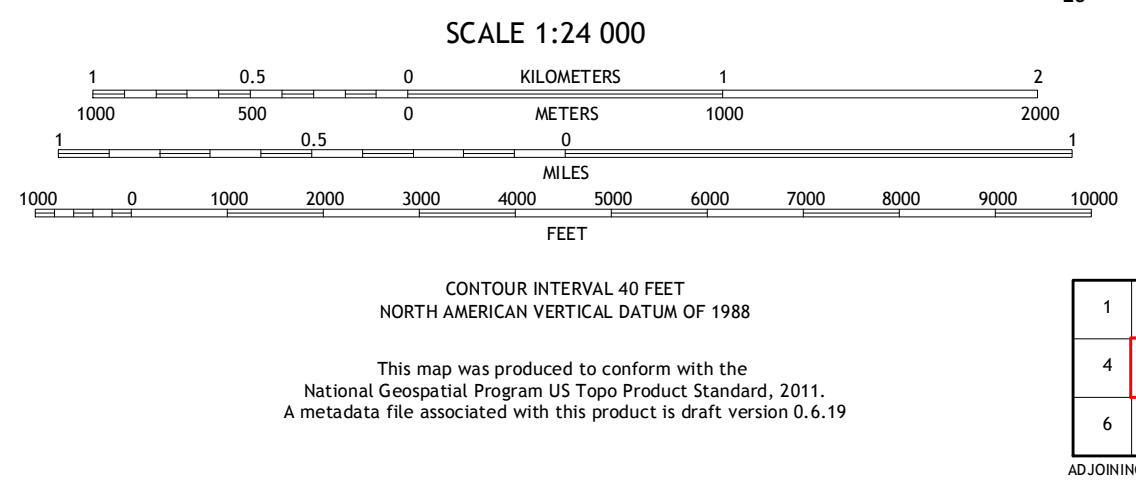 SCALE 1:24 000
1 0.5 0 KILOMETERS 1 2
1000 500 0 METERS 1000 2000
1 0.5 0 1
MILES
1000 0 1000 2000 3000 4000 5000 6000 7000 8000 9000 10000
FEET
CONTOUR INTERVAL 40 FEET
NORTH AMERICAN VERTICAL DATUM OF 1988
This map was produced to conform with the
National Geospatial Program US Topo Product Standard, 2011.
A metadata file associated with this product is draft version 0.6.19
1
4
6